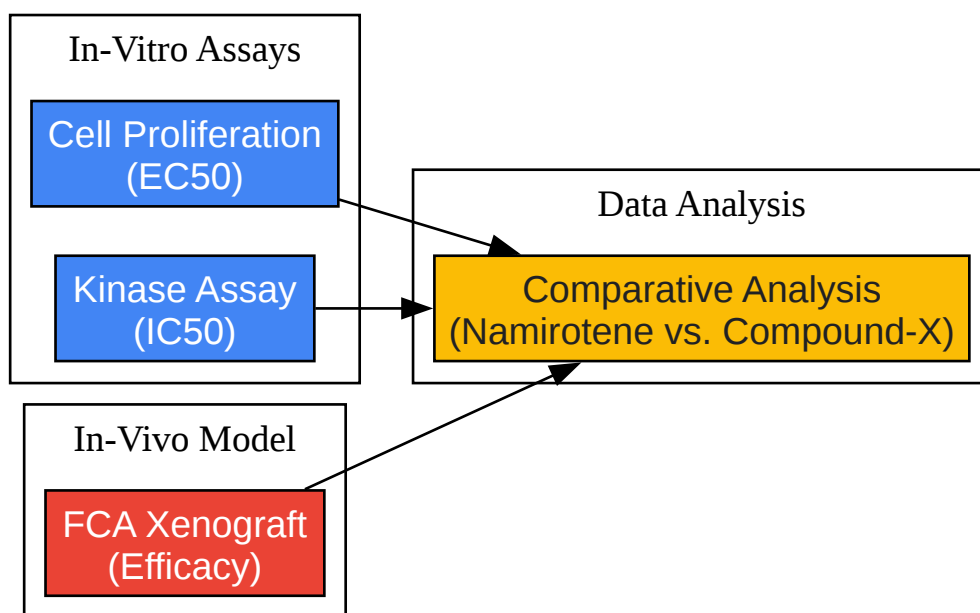 In-Vitro Assays
Cell Proliferation
(EC50)
Kinase Assay
(IC50)
Data Analysis
Comparative Analysis
(Namirotene vs. Compound-X)
In-Vivo Model
FCA Xenograft
(Efficacy)